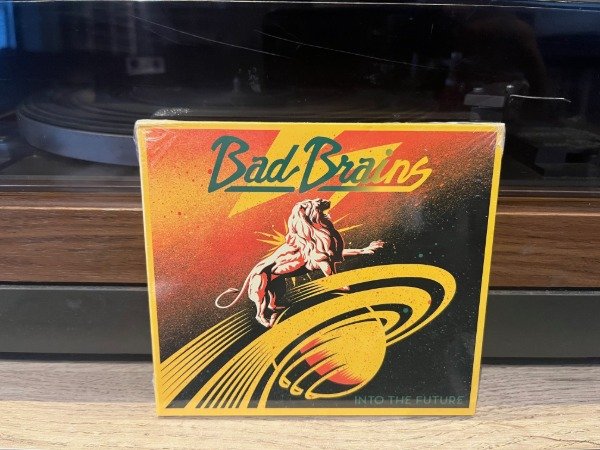 Bad Brains
INTO THE FUTURE